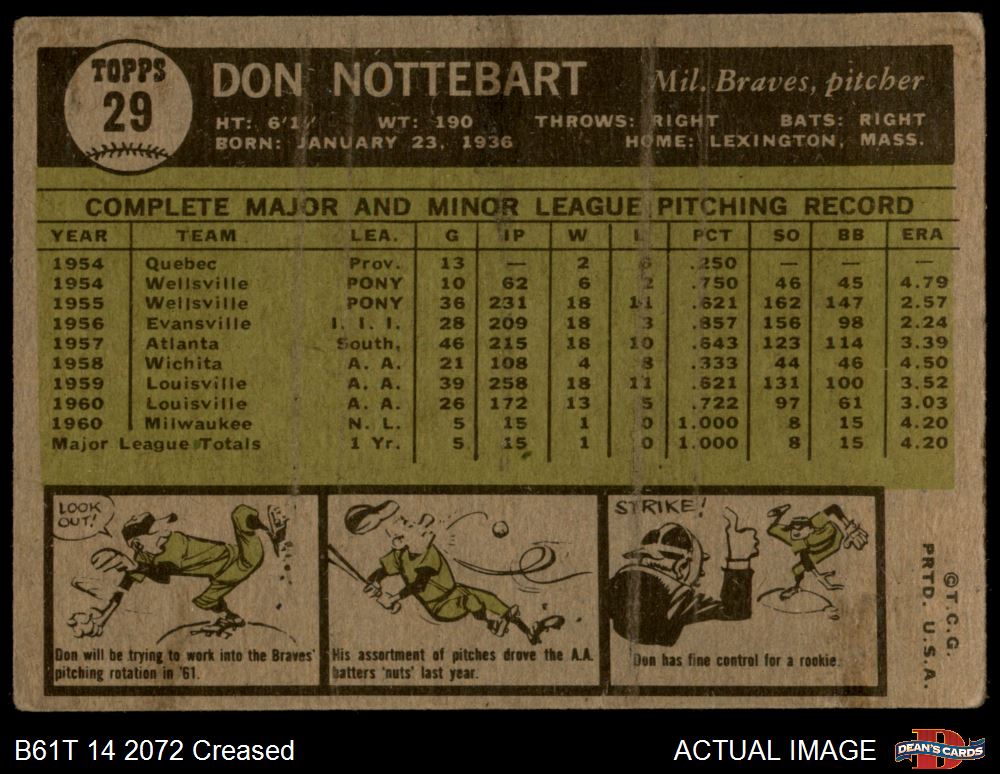 TOPPS
29
DON NOTTEBART
Mil. Braves, pitcher
HT: 6'1" WT: 190 THROWS: RIGHT BATS: RIGHT
BORN: JANUARY 23, 1936 HOME: LEXINGTON, MASS.
COMPLETE MAJOR AND MINOR LEAGUE PITCHING RECORD
YEAR TEAM LEA. G IP W L PCT SO BB ERA
1954 Quebec Prov. 13 — 2 6 .250 — — —
1954 Wellsville PONY 10 62 6 2 .750 46 45 4.79
1955 Wellsville PONY 36 231 18 11 .621 162 147 2.57
1956 Evansville I. I. I. 28 209 18 3 .857 156 98 2.24
1957 Atlanta South. 46 215 18 10 .643 123 114 3.39
1958 Wichita A. A. 21 108 4 8 .333 44 46 4.50
1959 Louisville A. A. 39 258 18 11 .621 131 100 3.52
1960 Louisville A. A. 26 172 13 5 .722 97 61 3.03
1960 Milwaukee N. L. 5 15 1 0 1.000 8 15 4.20
Major League Totals 1 Yr. 5 15 1 0 1.000 8 15 4.20
LOOK
OUT!
Don will be trying to work into the Braves'
pitching rotation in '61.
His assortment of pitches drove the A.A.
batters 'nuts' last year.
STRIKE!
Don has fine control for a rookie.
©T.C.G.
PRTD. U.S.A.
B61T 14 2072 Creased
ACTUAL IMAGE
DEAN'S CARDS